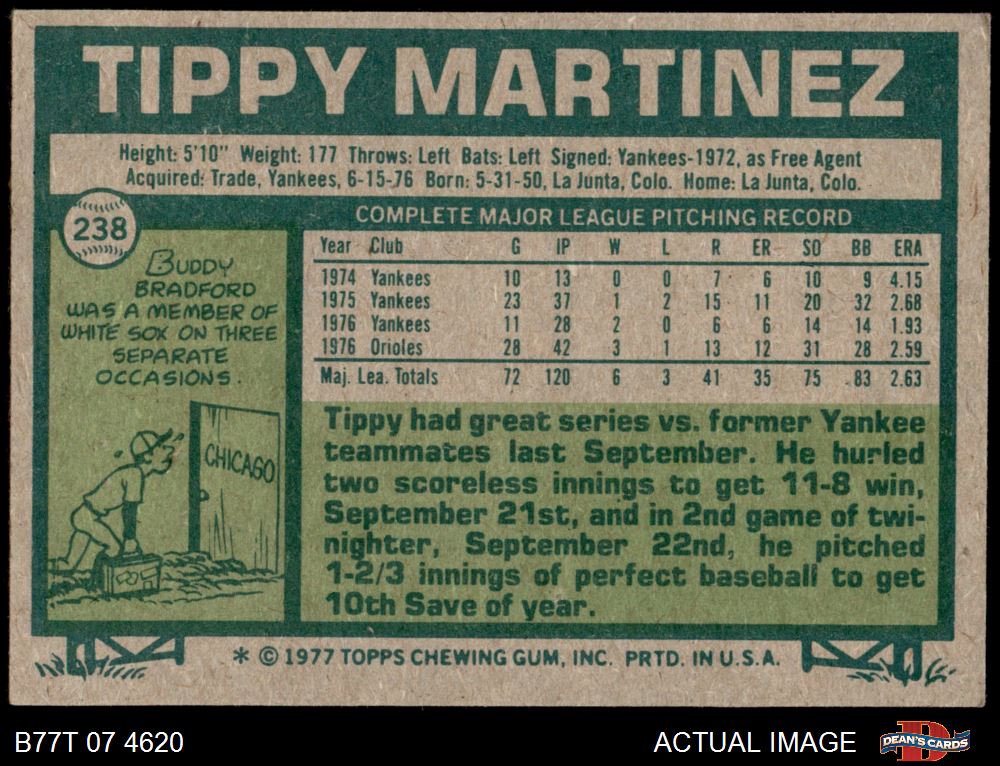 TIPPY MARTINEZ
Height: 5'10" Weight: 177 Throws: Left Bats: Left Signed: Yankees-1972, as Free Agent
Acquired: Trade, Yankees, 6-15-76 Born: 5-31-50, La Junta, Colo. Home: La Junta, Colo.
238
BUDDY
BRADFORD
WAS A MEMBER OF
WHITE SOX ON THREE
SEPARATE
OCCASIONS.
CHICAGO
COMPLETE MAJOR LEAGUE PITCHING RECORD
Year Club G IP W L R ER SO BB ERA
1974 Yankees 10 13 0 0 7 6 10 9 4.15
1975 Yankees 23 37 1 2 15 11 20 32 2.68
1976 Yankees 11 28 2 0 6 6 14 14 1.93
1976 Orioles 28 42 3 1 13 12 31 28 2.59
Maj. Lea. Totals 72 120 6 3 41 35 75 83 2.63
Tippy had great series vs. former Yankee
teammates last September. He hurled
two scoreless innings to get 11-8 win,
September 21st, and in 2nd game of twi-
nighter, September 22nd, he pitched
1-2/3 innings of perfect baseball to get
10th Save of year.
* © 1977 TOPPS CHEWING GUM, INC. PRTD. IN U.S.A.
B77T 07 4620
ACTUAL IMAGE
DEAN'S CARDS